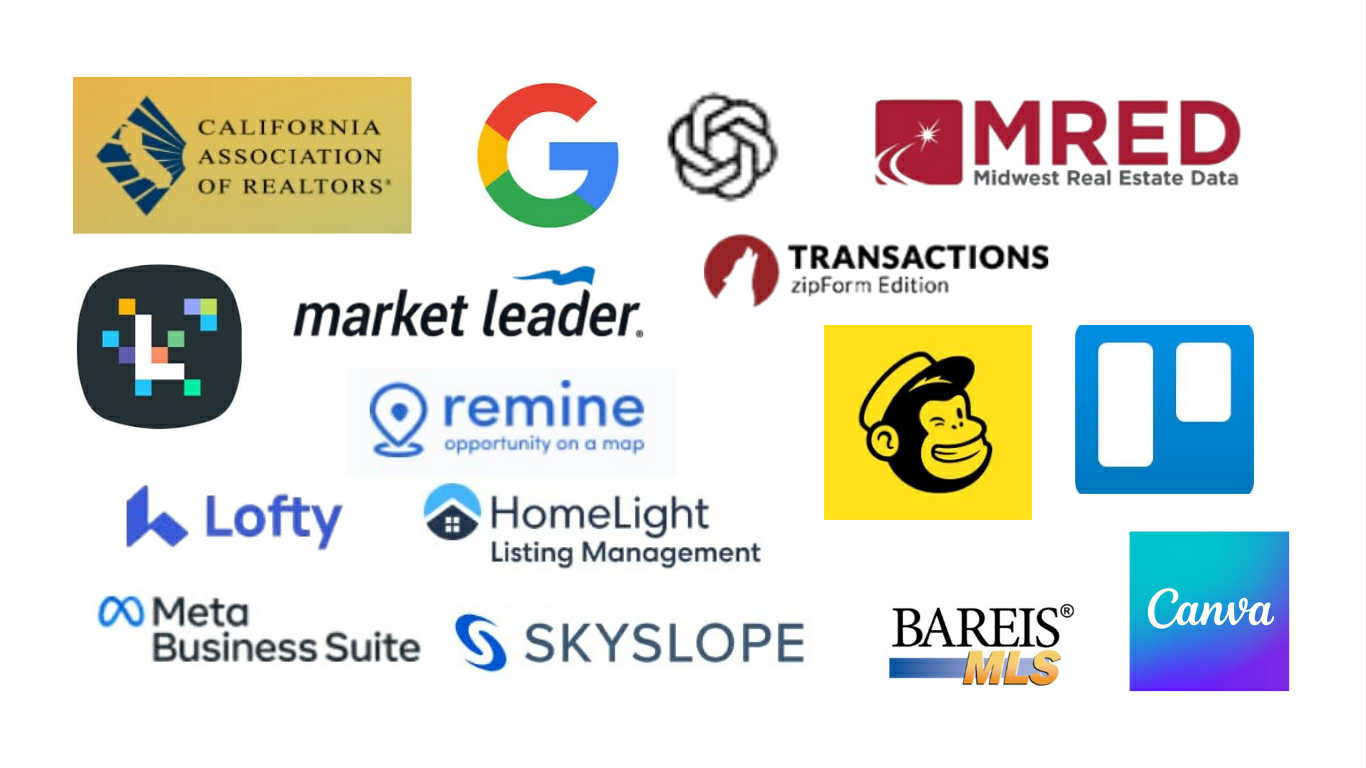 CALIFORNIA
ASSOCIATION
OF REALTORS®
G
MRED
Midwest Real Estate Data
TRANSACTIONS
zipForm Edition
L
market leader®
remine
opportunity on a map
Lofty
HomeLight
Listing Management
Meta
Business Suite
SKYSLOPE
BAREIS®
MLS
Canva